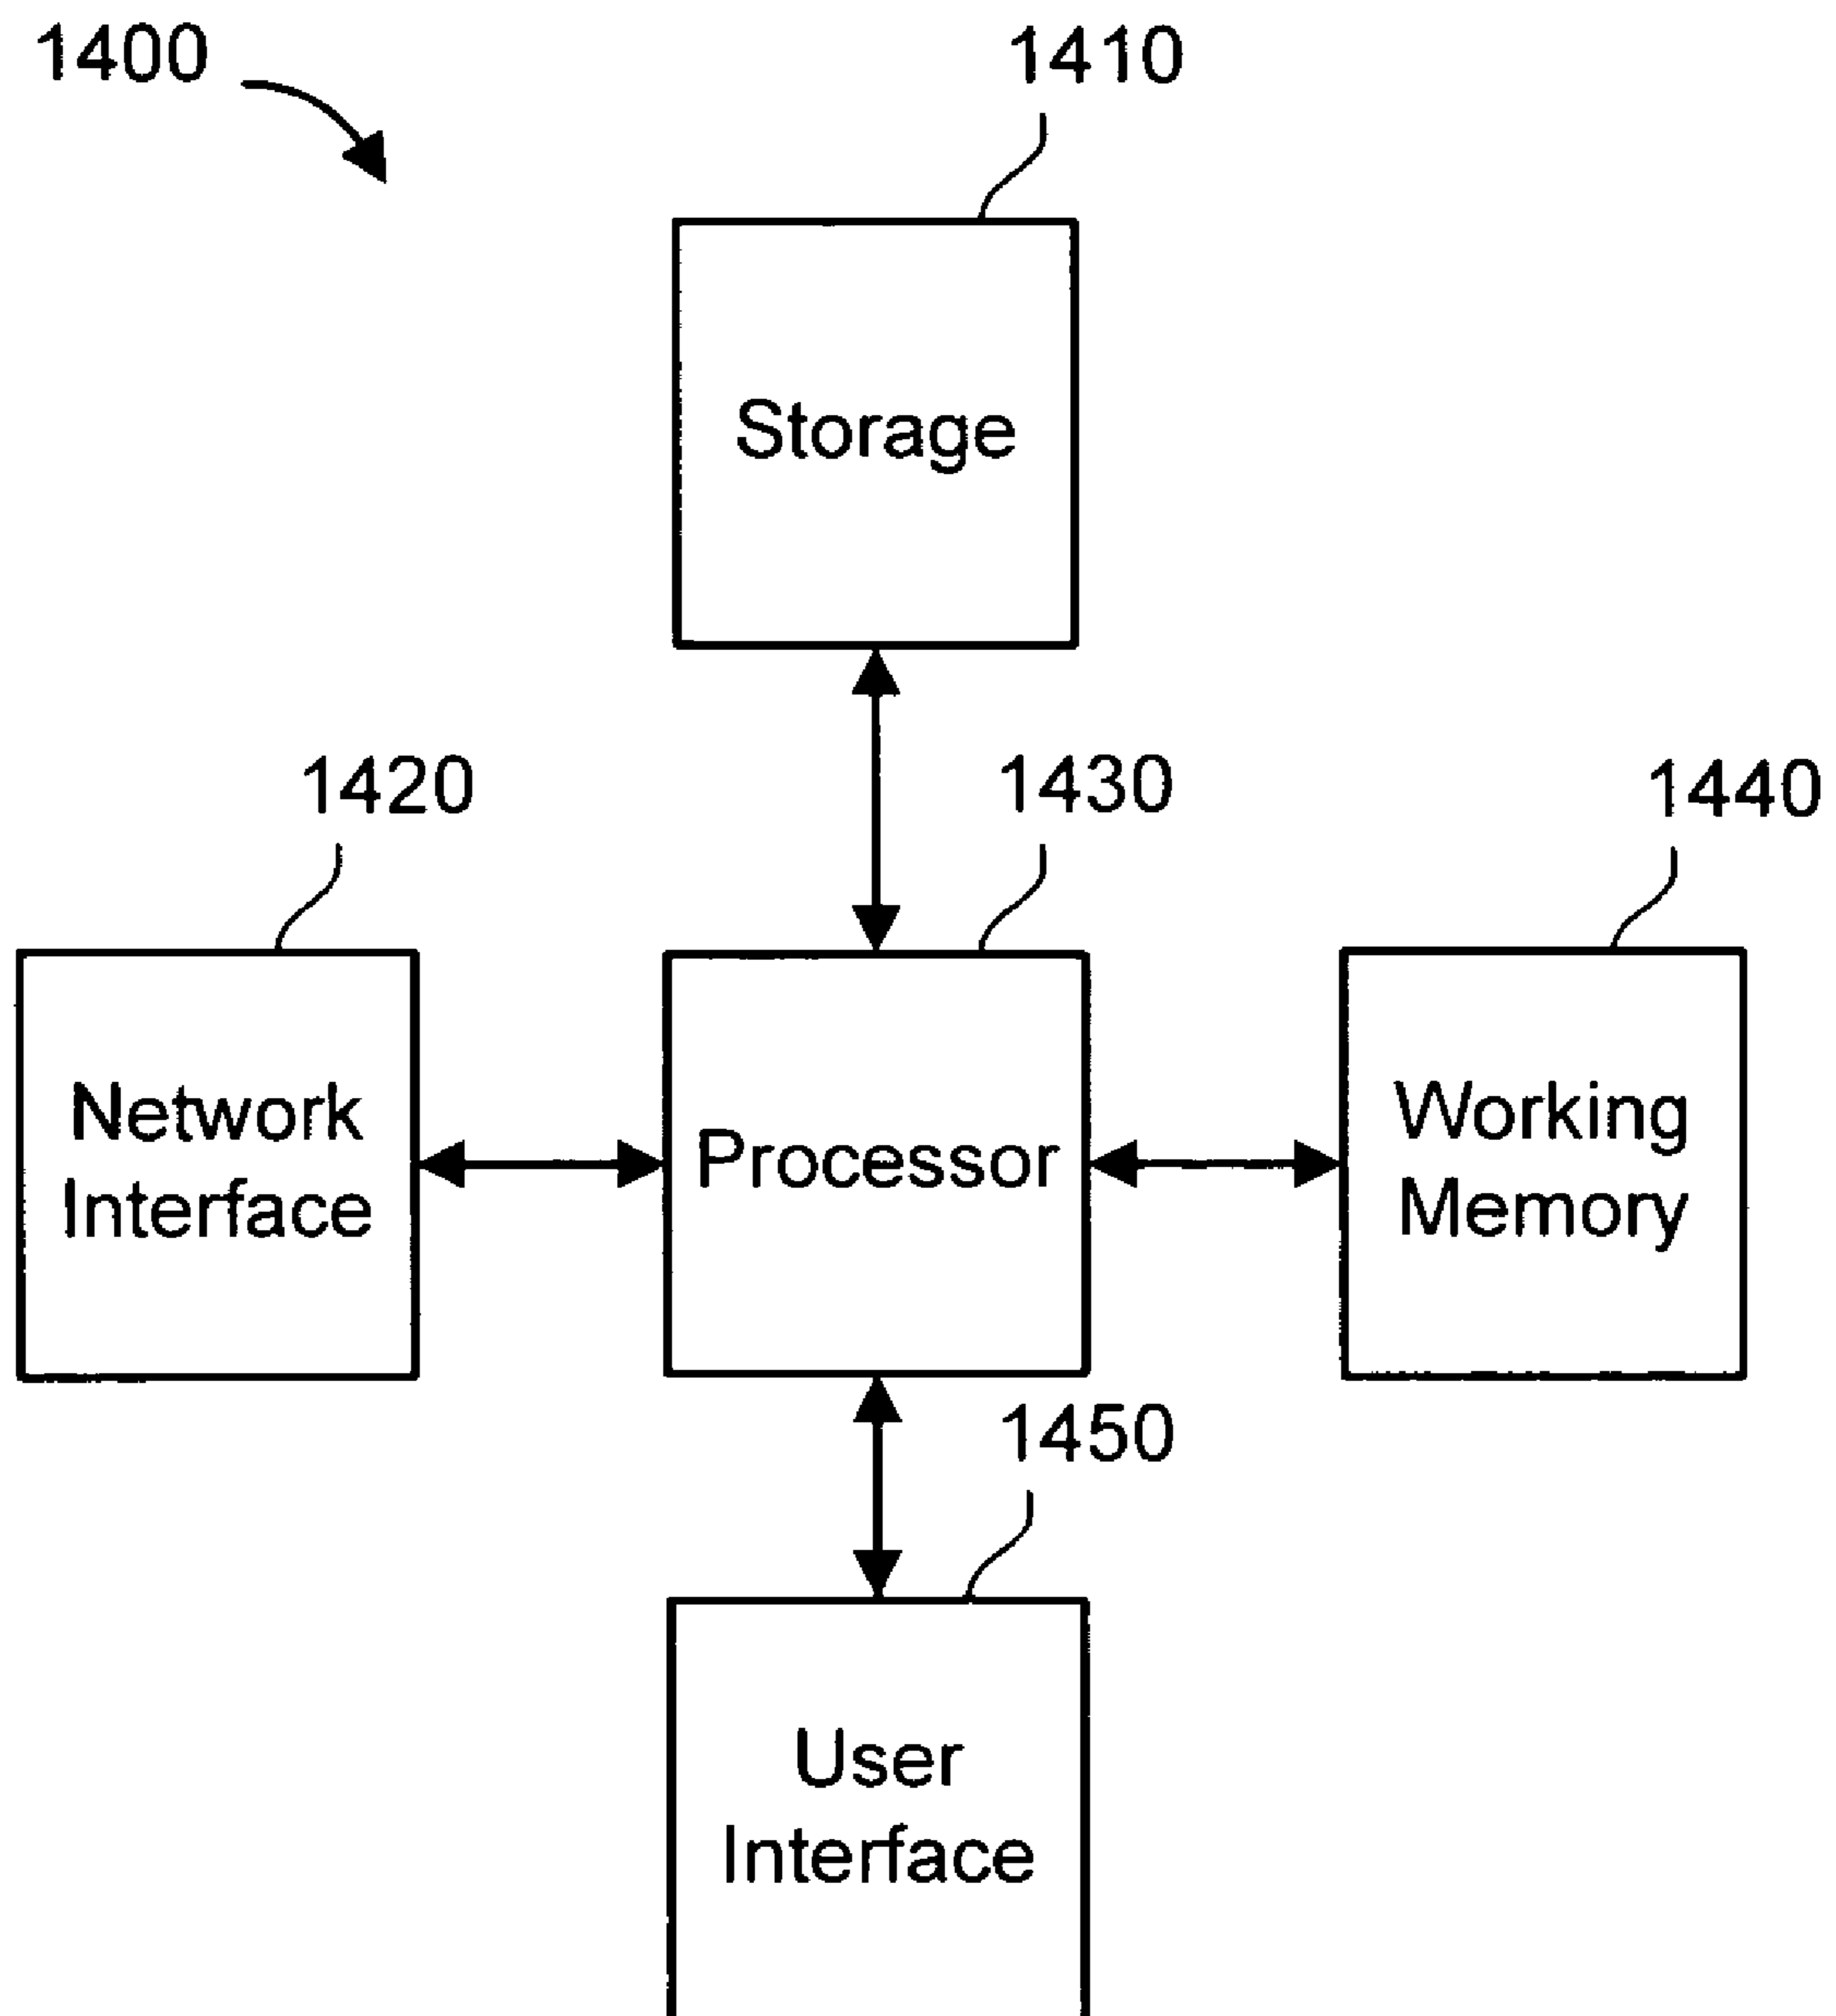 1400
1410
Storage
1420
1430
1440
Network
Interface
Processor
Working
Memory
1450
User
Interface